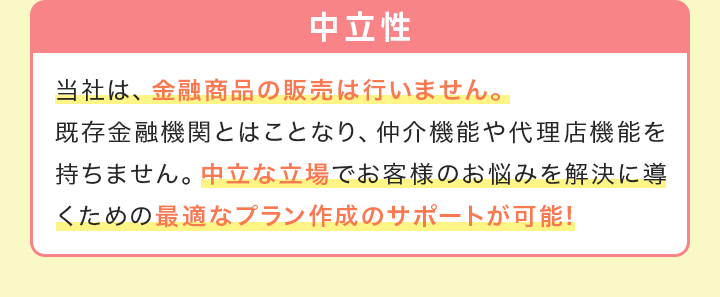 中立性
当社は、金融商品の販売は行いません。
既存金融機関とはことなり、仲介機能や代理店機能を
持ちません。中立な立場でお客様のお悩みを解決に導
くための最適なプラン作成のサポートが可能!